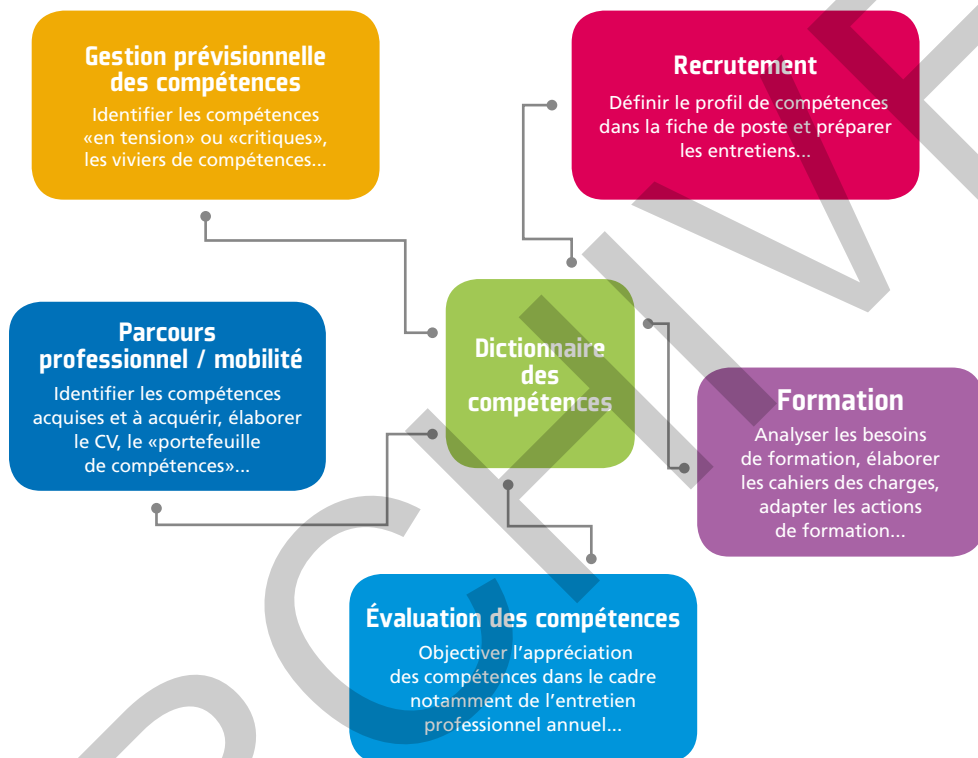 Gestion prévisionnelle
des compétences
Identifier les compétences
«en tension» ou «critiques»,
les viviers de compétences...
Recrutement
Définir le profil de compétences
dans la fiche de poste et préparer
les entretiens...
Parcours
professionnel / mobilité
Identifier les compétences
acquises et à acquérir, élaborer
le CV, le «portefeuille
de compétences»...
Dictionnaire
des
compétences
Formation
Analyser les besoins
de formation, élaborer
les cahiers des charges,
adapter les actions
de formation...
Évaluation des compétences
Objectiver l’appréciation
des compétences dans le cadre
notamment de l’entretien
professionnel annuel...